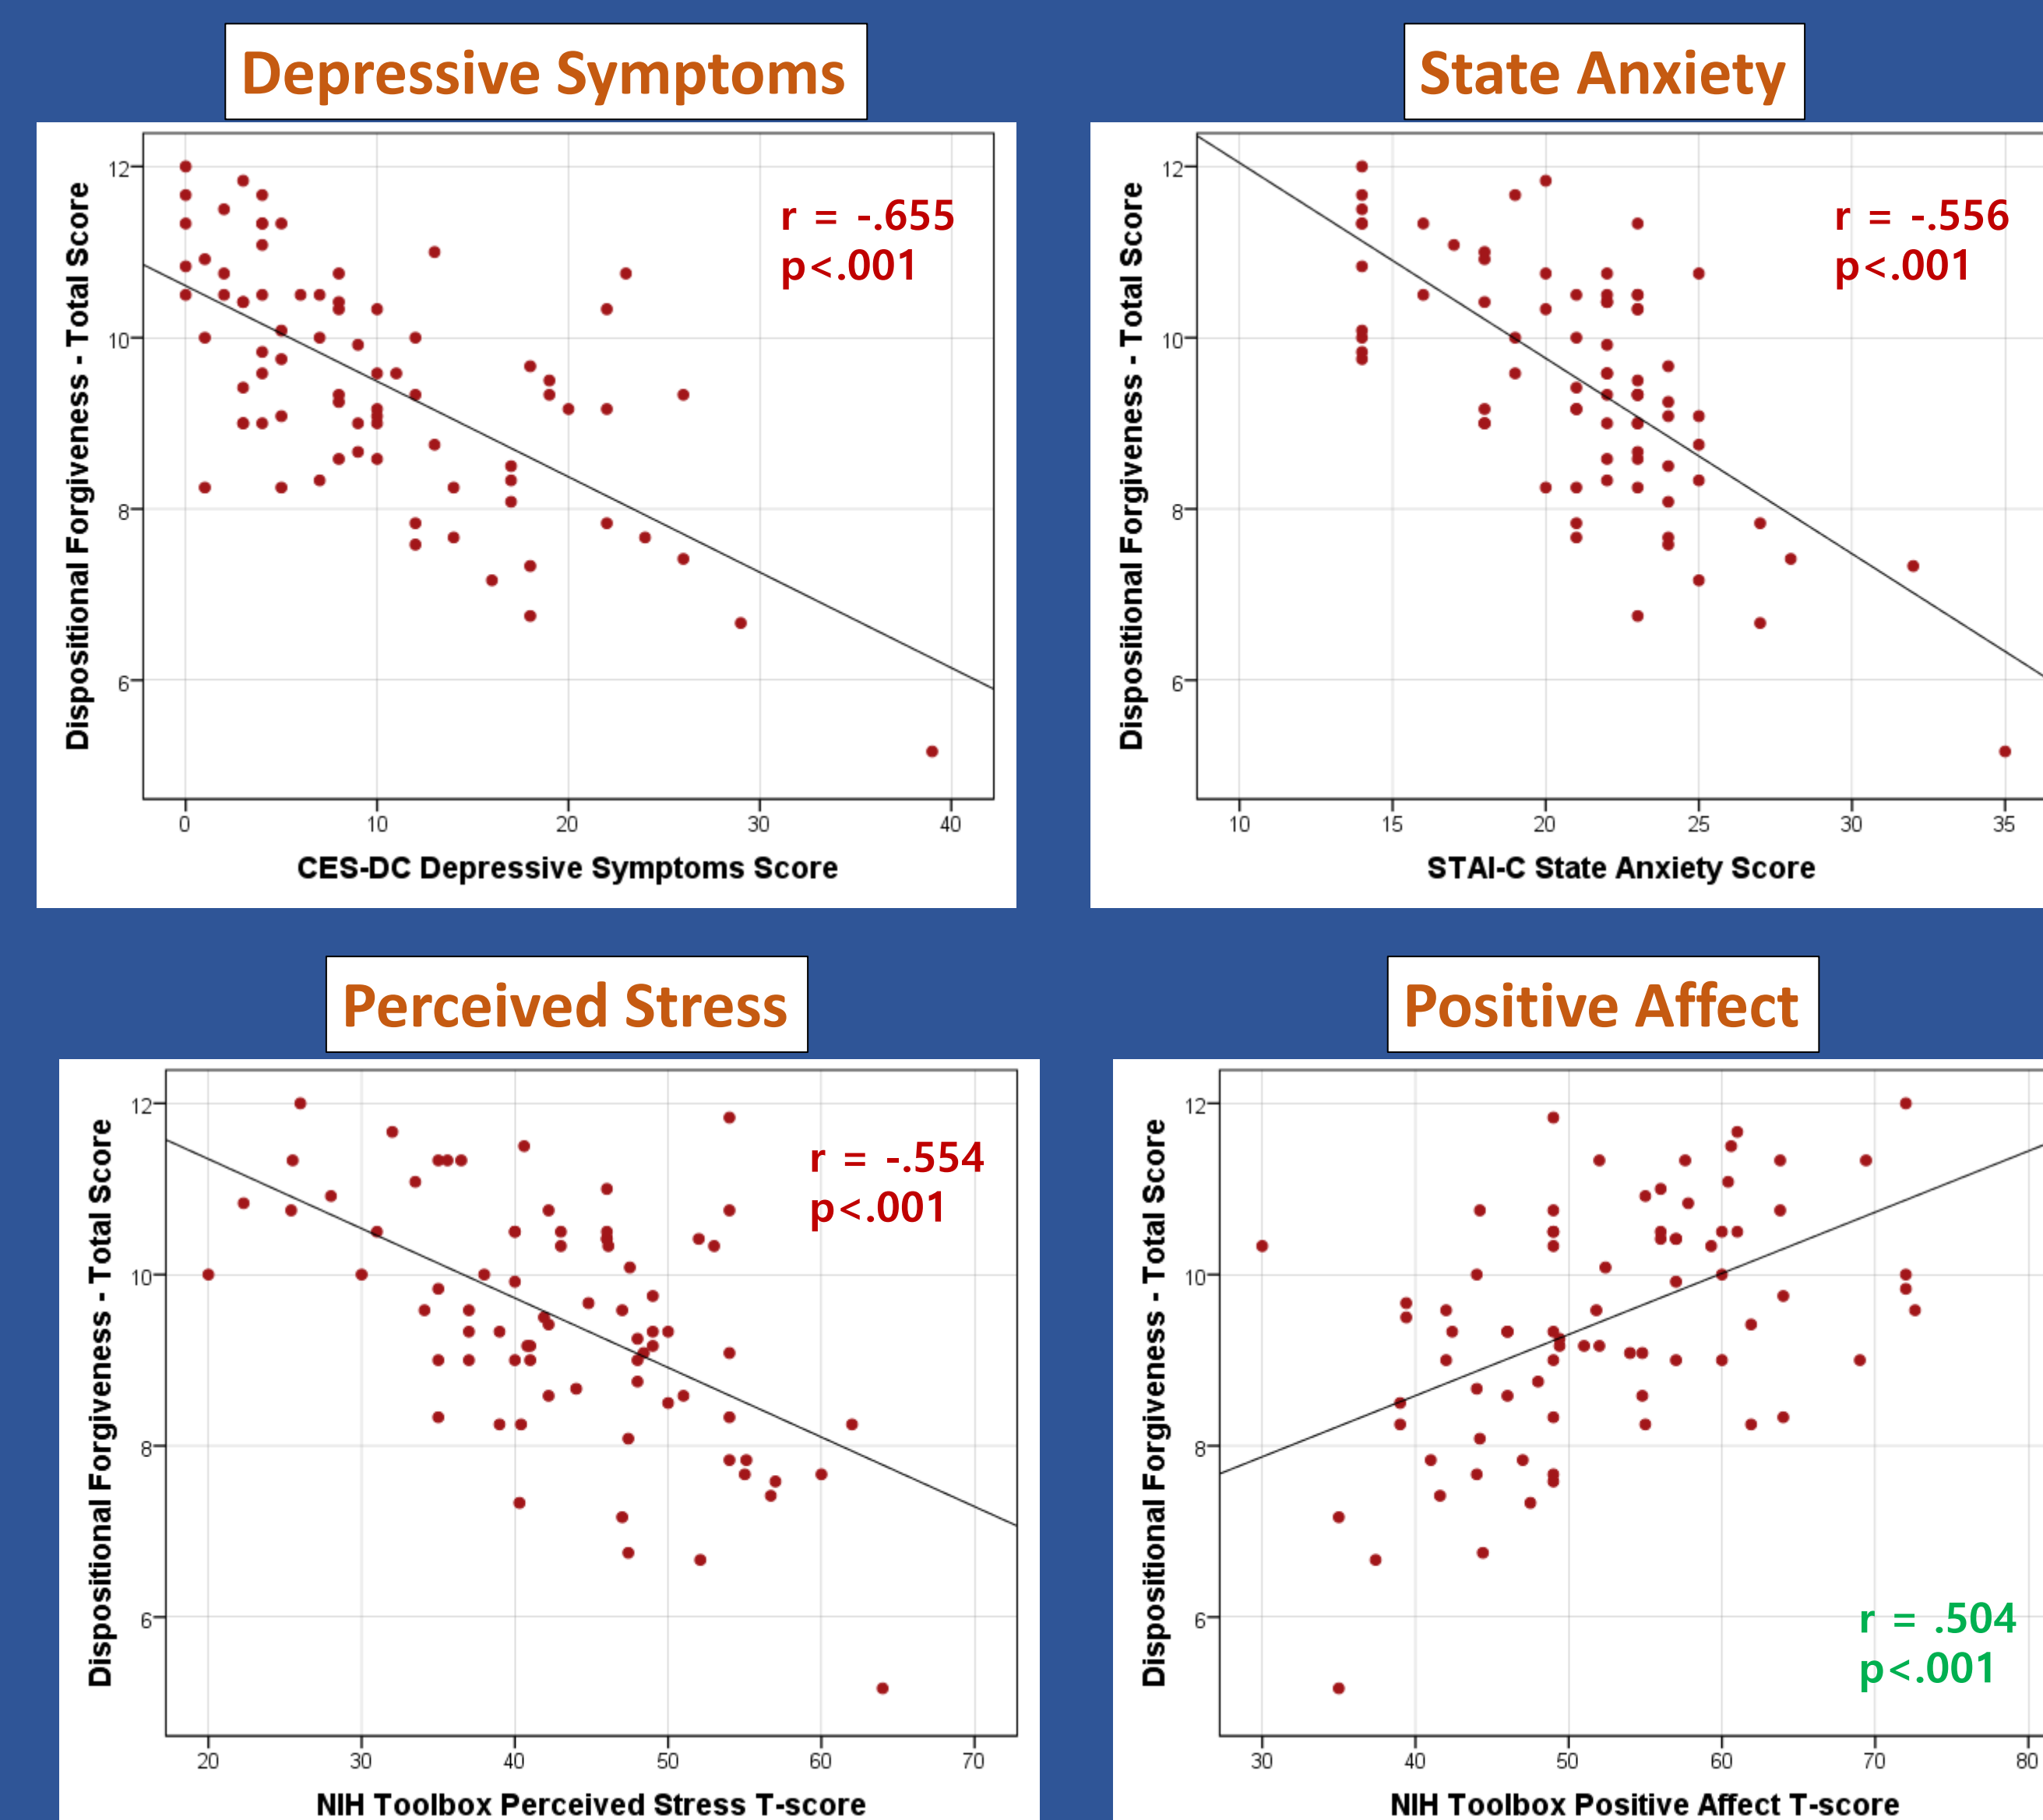 Depressive Symptoms
Dispositional Forgiveness - Total Score
12
10
8
6
r = -.655
p<.001
0 10 20 30 40
CES-DC Depressive Symptoms Score
State Anxiety
Dispositional Forgiveness - Total Score
12
10
8
6
r = -.556
p<.001
10 15 20 25 30 35
STAI-C State Anxiety Score
Perceived Stress
Dispositional Forgiveness - Total Score
12
10
8
6
r = -.554
p<.001
20 30 40 50 60 70
NIH Toolbox Perceived Stress T-score
Positive Affect
Dispositional Forgiveness - Total Score
12
10
8
6
r = .504
p<.001
30 40 50 60 70 80
NIH Toolbox Positive Affect T-score